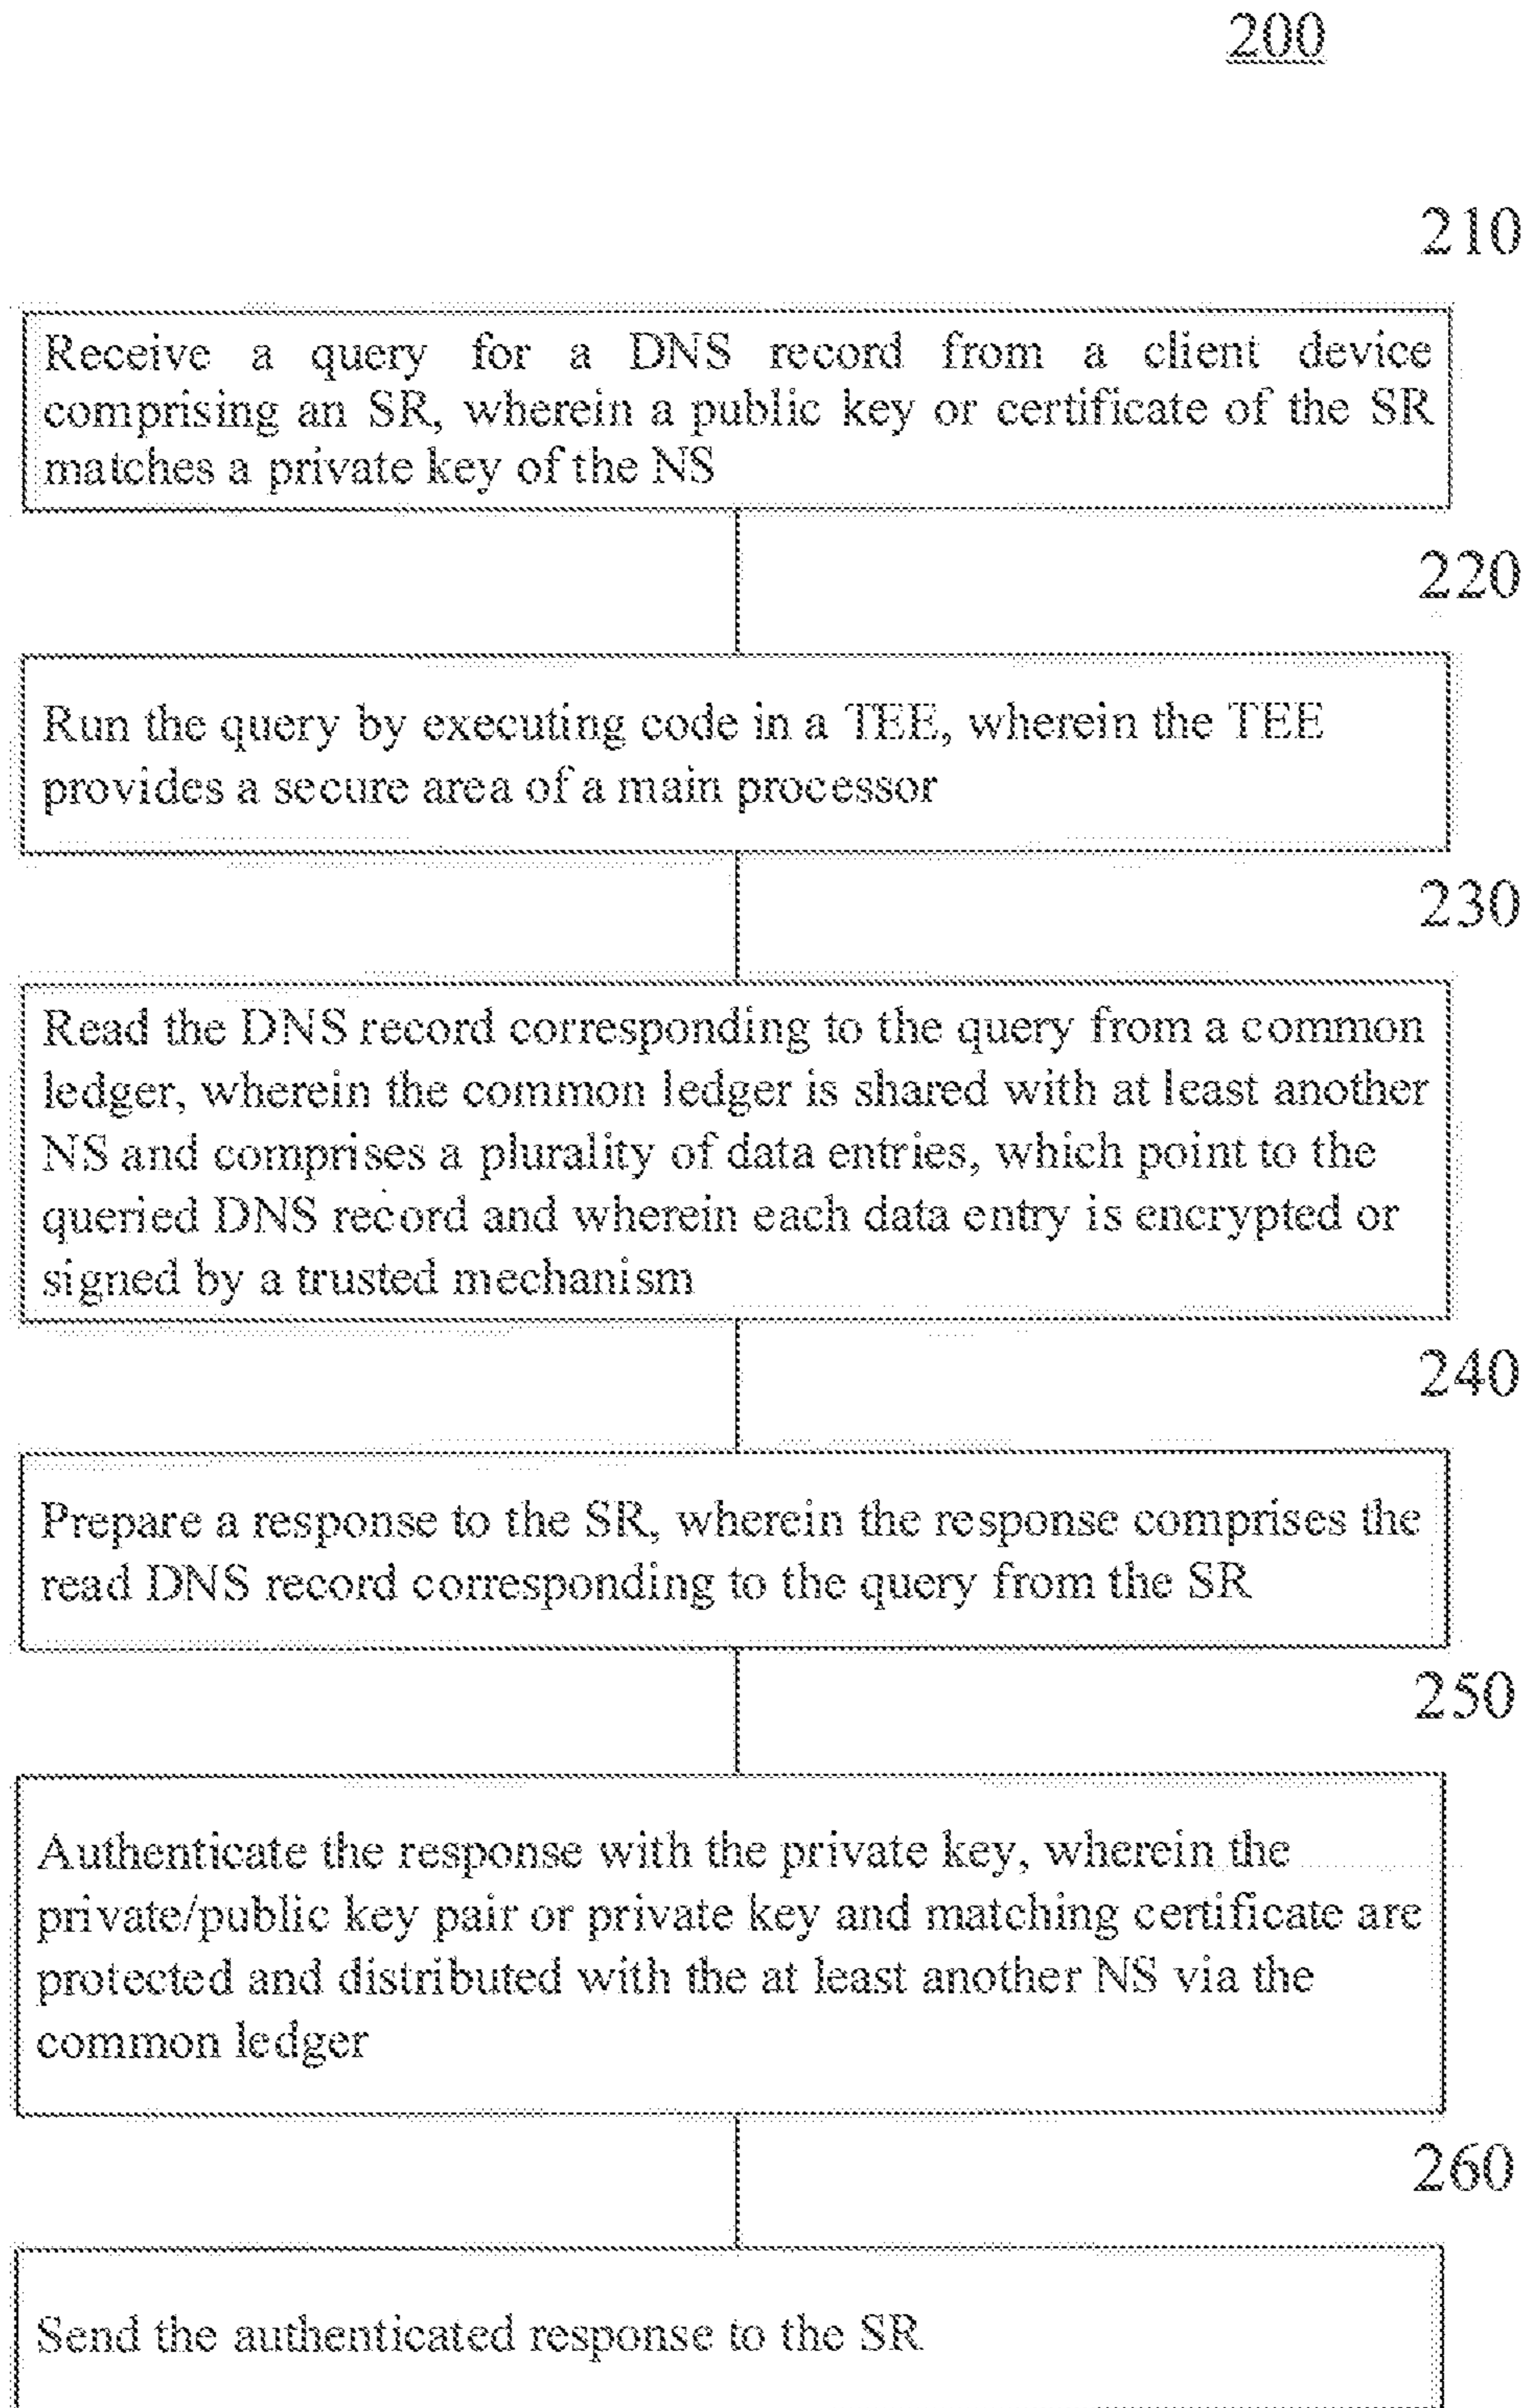 200
210
Receive a query for a DNS record from a client device
comprising an SR, wherein a public key or certificate of the SR
matches a private key of the NS
220
Run the query by executing code in a TEE, wherein the TEE
provides a secure area of a main processor
230
Read the DNS record corresponding to the query from a common
ledger, wherein the common ledger is shared with at least another
NS and comprises a plurality of data entries, which point to the
queried DNS record and wherein each data entry is encrypted or
signed by a trusted mechanism
240
Prepare a response to the SR, wherein the response comprises the
read DNS record corresponding to the query from the SR
250
Authenticate the response with the private key, wherein the
private/public key pair or private key and matching certificate are
protected and distributed with the at least another NS via the
common ledger
260
Send the authenticated response to the SR